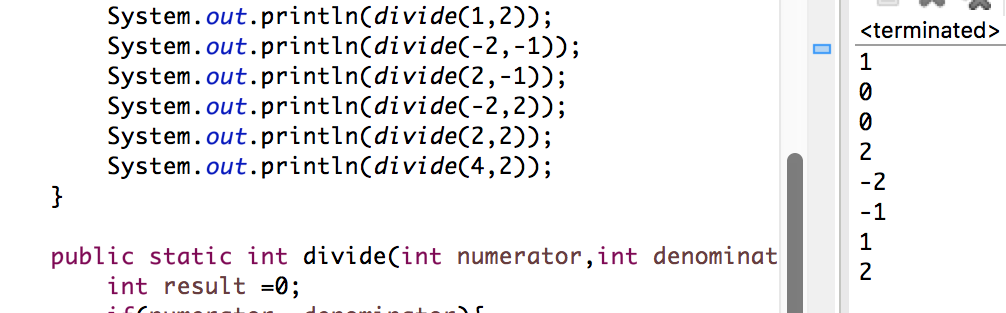 System.out.println(divide(1,2));
System.out.println(divide(-2,-1));
System.out.println(divide(2,-1));
System.out.println(divide(-2,2));
System.out.println(divide(2,2));
System.out.println(divide(4,2));
}
public static int divide(int numerator,int denominat
int result =0;
<terminated>
1
0
0
2
-2
-1
1
2